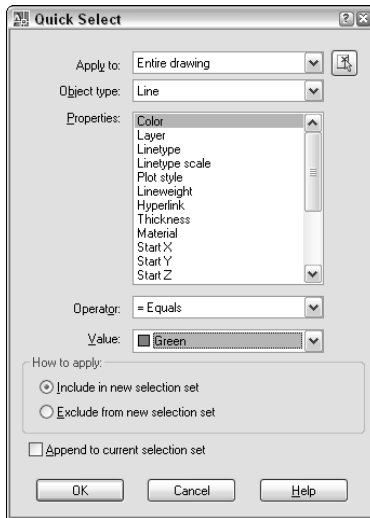 Quick Select
Apply to: Entire drawing
Object type: Line
Properties: Color
Layer
Linetype
Linetype scale
Plot style
Lineweight
Hyperlink
Thickness
Material
Start X
Start Y
Start Z
Operator: = Equals
Value: Green
How to apply:
Include in new selection set
Exclude from new selection set
Append to current selection set
OK Cancel Help